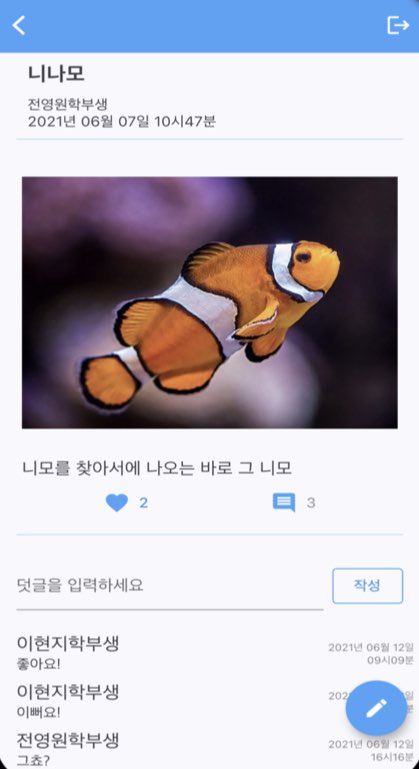 니나모
전영원학부생
2021년 06월 07일 10시47분
니모를 찾아서에 나오는 바로 그 니모
2
3
덧글을 입력하세요
작성
이현지학부생
2021년 06월 12일
좋아요!
09시09분
이현지학부생
이뻐요!
전영원학부생
2021년 06월 12일
그쵸?
16시16분